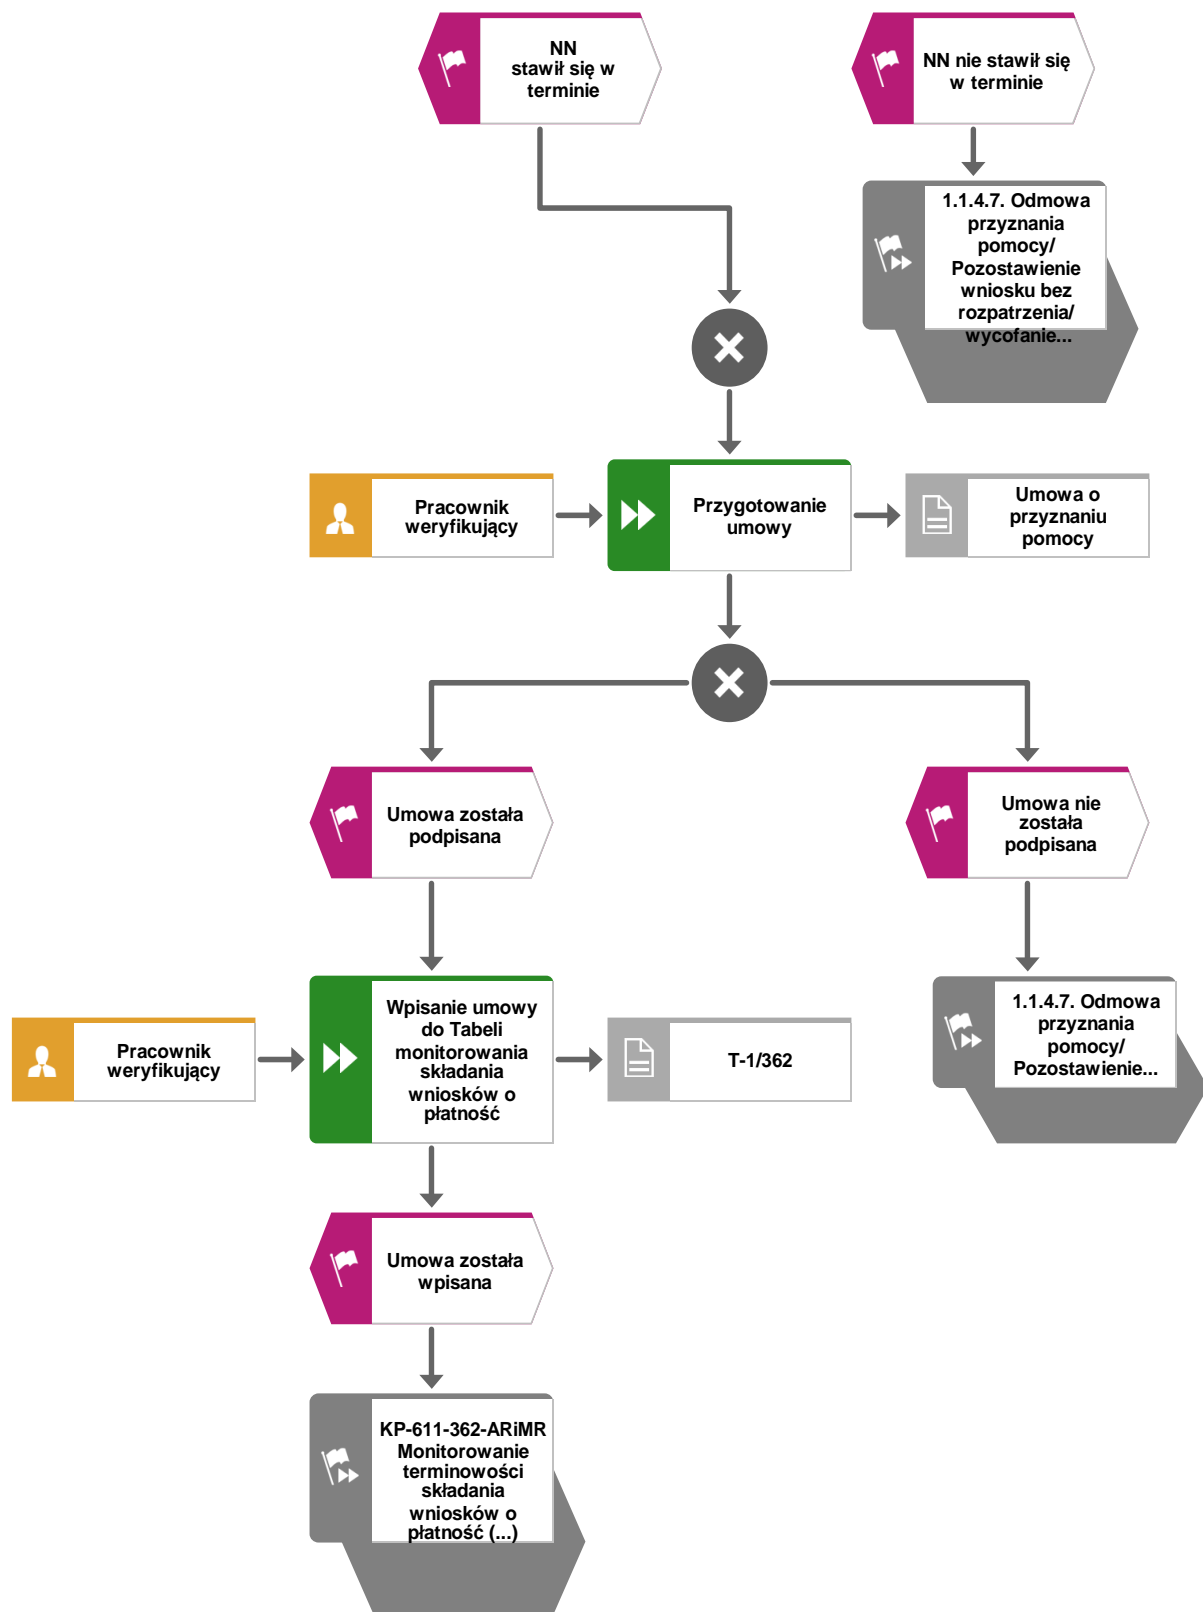 NN
stawił się w
terminie
NN nie stawił się
w terminie
1.1.4.7. Odmowa
przyznania
pomocy/
Pozostawienie
wniosku bez
rozpatrzenia/
wycofanie...
Pracownik
weryfikujący
Przygotowanie
umowy
Umowa o
przyznaniu
pomocy
Umowa została
podpisana
Umowa nie
została
podpisana
Pracownik
weryfikujący
Wpisanie umowy
do Tabeli
monitorowania
składania
wniosków o
płatność
T-1/362
1.1.4.7. Odmowa
przyznania
pomocy/
Pozostawienie...
Umowa została
wpisana
KP-611-362-ARiMR
Monitorowanie
terminowości
składania
wniosków o
płatność (...)